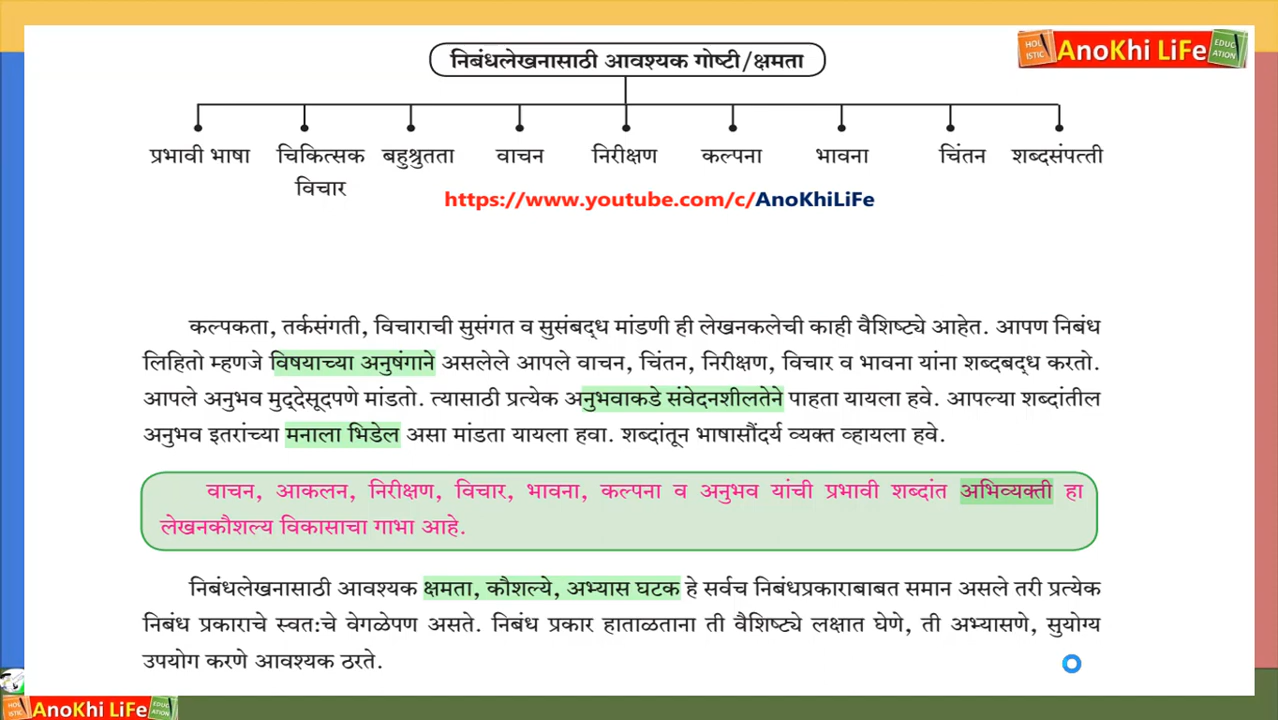 निबंधलेखनासाठी आवश्यक गोष्टी/क्षमता
HOLISTIC AnoKhi LiFe EDUCATION
प्रभावी भाषा चिकित्सक विचार बहुश्रुतता वाचन निरीक्षण कल्पना भावना चिंतन शब्दसंपत्ती
https://www.youtube.com/c/AnoKhiLiFe
कल्पकता, तर्कसंगती, विचाराची सुसंगत व सुसंबद्ध मांडणी ही लेखनकलेची काही वैशिष्ट्ये आहेत. आपण निबंध
लिहितो म्हणजे विषयाच्या अनुषंगाने असलेले आपले वाचन, चिंतन, निरीक्षण, विचार व भावना यांना शब्दबद्ध करतो.
आपले अनुभव मुद्देसूदपणे मांडतो. त्यासाठी प्रत्येक अनुभवाकडे संवेदनशीलतेने पाहता यायला हवे. आपल्या शब्दांतील
अनुभव इतरांच्या मनाला भिडेल असा मांडता यायला हवा. शब्दांतून भाषासौंदर्य व्यक्त व्हायला हवे.
वाचन, आकलन, निरीक्षण, विचार, भावना, कल्पना व अनुभव यांची प्रभावी शब्दांत अभिव्यक्ती हा
लेखनकौशल्य विकासाचा गाभा आहे.
निबंधलेखनासाठी आवश्यक क्षमता, कौशल्ये, अभ्यास घटक हे सर्वच निबंधप्रकाराबाबत समान असले तरी प्रत्येक
निबंध प्रकाराचे स्वत:चे वेगळेपण असते. निबंध प्रकार हाताळताना ती वैशिष्ट्ये लक्षात घेणे, ती अभ्यासणे, सुयोग्य
उपयोग करणे आवश्यक ठरते.
HOLISTIC AnoKhi LiFe EDUCATION